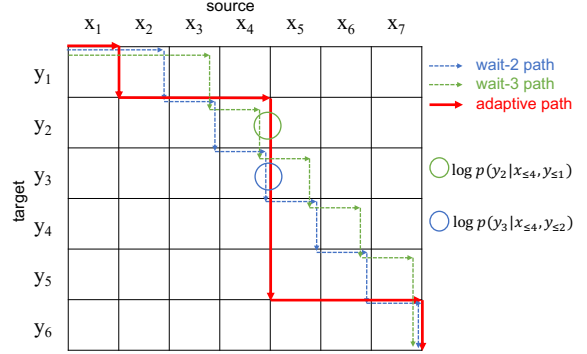 source
x₁ x₂ x₃ x₄ x₅ x₆ x₇
target
y₁
y₂
y₃
y₄
y₅
y₆
wait-2 path
wait-3 path
adaptive path
log p(y₂|x≤₄, y≤₁)
log p(y₃|x≤₄, y≤₂)